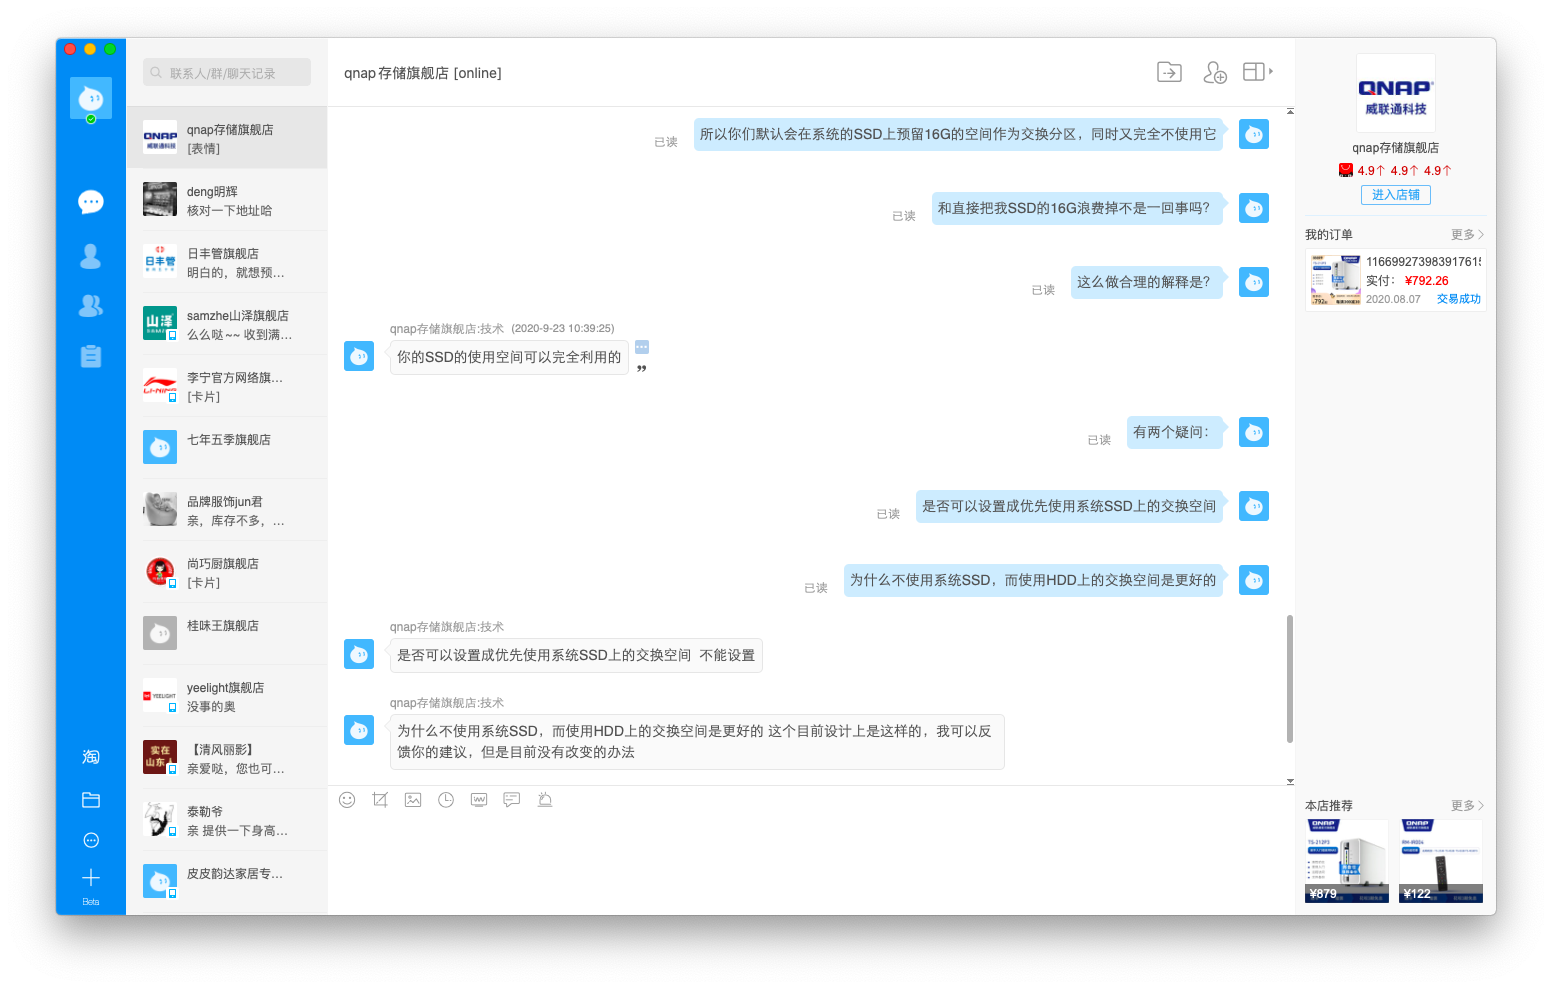 联系人/群/聊天记录
qnap存储旗舰店
[表情]
deng明辉
核对一下地址哈
日丰管旗舰店
明白的，就想预…
samzhe山泽旗舰店
么么哒~~ 收到满…
李宁官方网络旗…
[卡片]
七年五季旗舰店
品牌服饰jun君
亲，库存不多，…
尚巧厨旗舰店
[卡片]
桂味王旗舰店
yeelight旗舰店
没事的奥
【清风丽影】
亲爱哒，您也可…
泰勒爷
亲 提供一下身高…
皮皮韵达家居专…
淘
Beta
QNAP
威联通科技
日丰管
山泽
LI-NING
YEELIGHT
实在
山东人
qnap存储旗舰店 [online]
已读
所以你们默认会在系统的SSD上预留16G的空间作为交换分区，同时又完全不使用它
已读
和直接把我SSD的16G浪费掉不是一回事吗？
已读
这么做合理的解释是？
qnap存储旗舰店:技术 (2020-9-23 10:39:25)
你的SSD的使用空间可以完全利用的
已读
有两个疑问：
已读
是否可以设置成优先使用系统SSD上的交换空间
已读
为什么不使用系统SSD，而使用HDD上的交换空间是更好的
qnap存储旗舰店:技术
是否可以设置成优先使用系统SSD上的交换空间 不能设置
qnap存储旗舰店:技术
为什么不使用系统SSD，而使用HDD上的交换空间是更好的 这个目前设计上是这样的，我可以反
馈你的建议，但是目前没有改变的办法
QNAP
威联通科技
qnap存储旗舰店
4.9↑ 4.9↑ 4.9↑
进入店铺
我的订单
更多
116699273983917615
实付： ¥792.26
2020.08.07
交易成功
本店推荐
更多
QNAP
¥879
QNAP
¥122